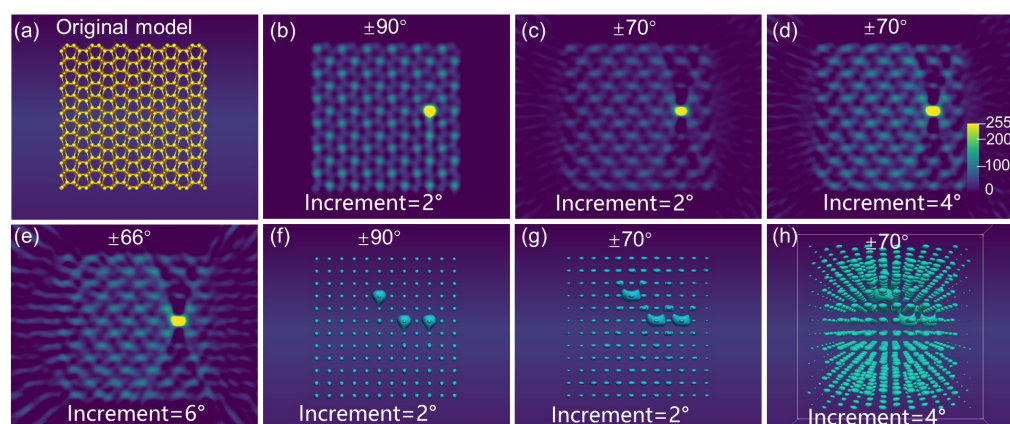 (a) Original model
(b) ±90°
Increment=2°
(c) ±70°
Increment=2°
(d) ±70°
255
200
100
0
Increment=4°
(e) ±66°
Increment=6°
(f) ±90°
Increment=2°
(g) ±70°
Increment=2°
(h) ±70°
Increment=4°